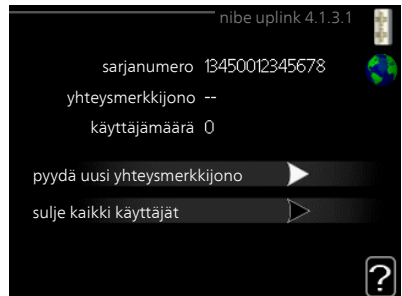 nibe uplink 4.1.3.1
sarjanumero 13450012345678
yhteysmerkkijono --
käyttäjämäärä 0
pyydä uusi yhteysmerkkijono
sulje kaikki käyttäjät
?